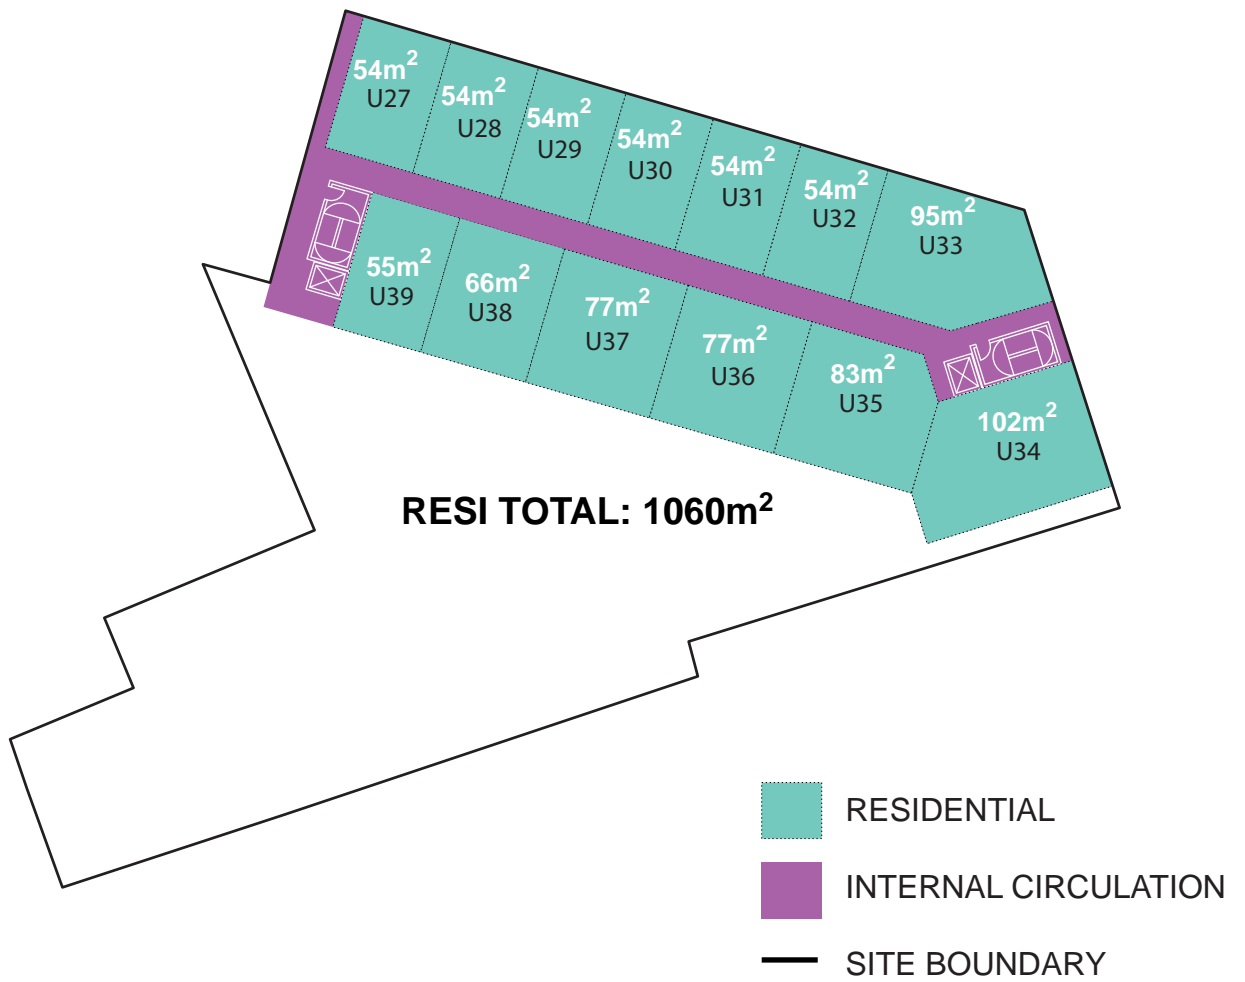 54m²
U27
54m²
U28
54m²
U29
54m²
U30
54m²
U31
54m²
U32
95m²
U33
55m²
U39
66m²
U38
77m²
U37
77m²
U36
83m²
U35
102m²
U34
RESI TOTAL: 1060m²
RESIDENTIAL
INTERNAL CIRCULATION
SITE BOUNDARY